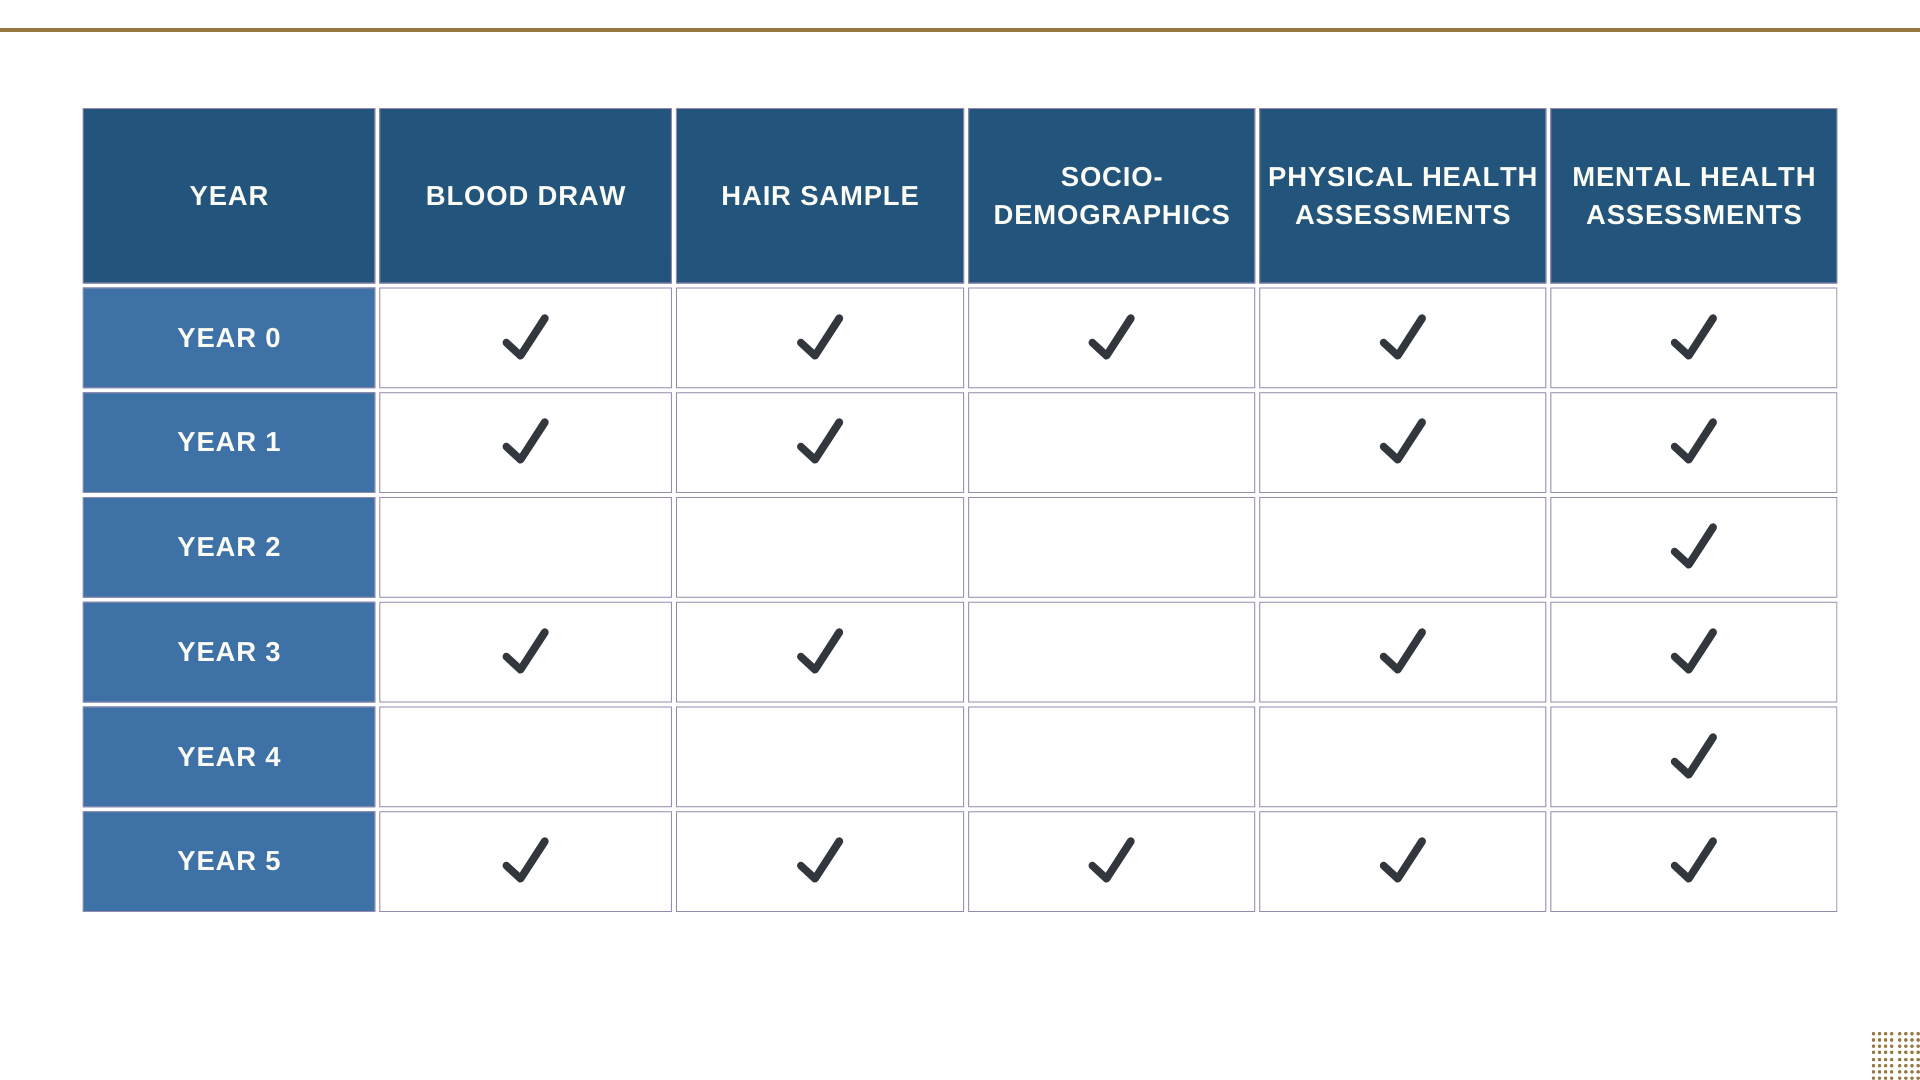 YEAR
BLOOD DRAW
HAIR SAMPLE
SOCIO-
DEMOGRAPHICS
PHYSICAL HEALTH
ASSESSMENTS
MENTAL HEALTH
ASSESSMENTS
YEAR 0
YEAR 1
YEAR 2
YEAR 3
YEAR 4
YEAR 5